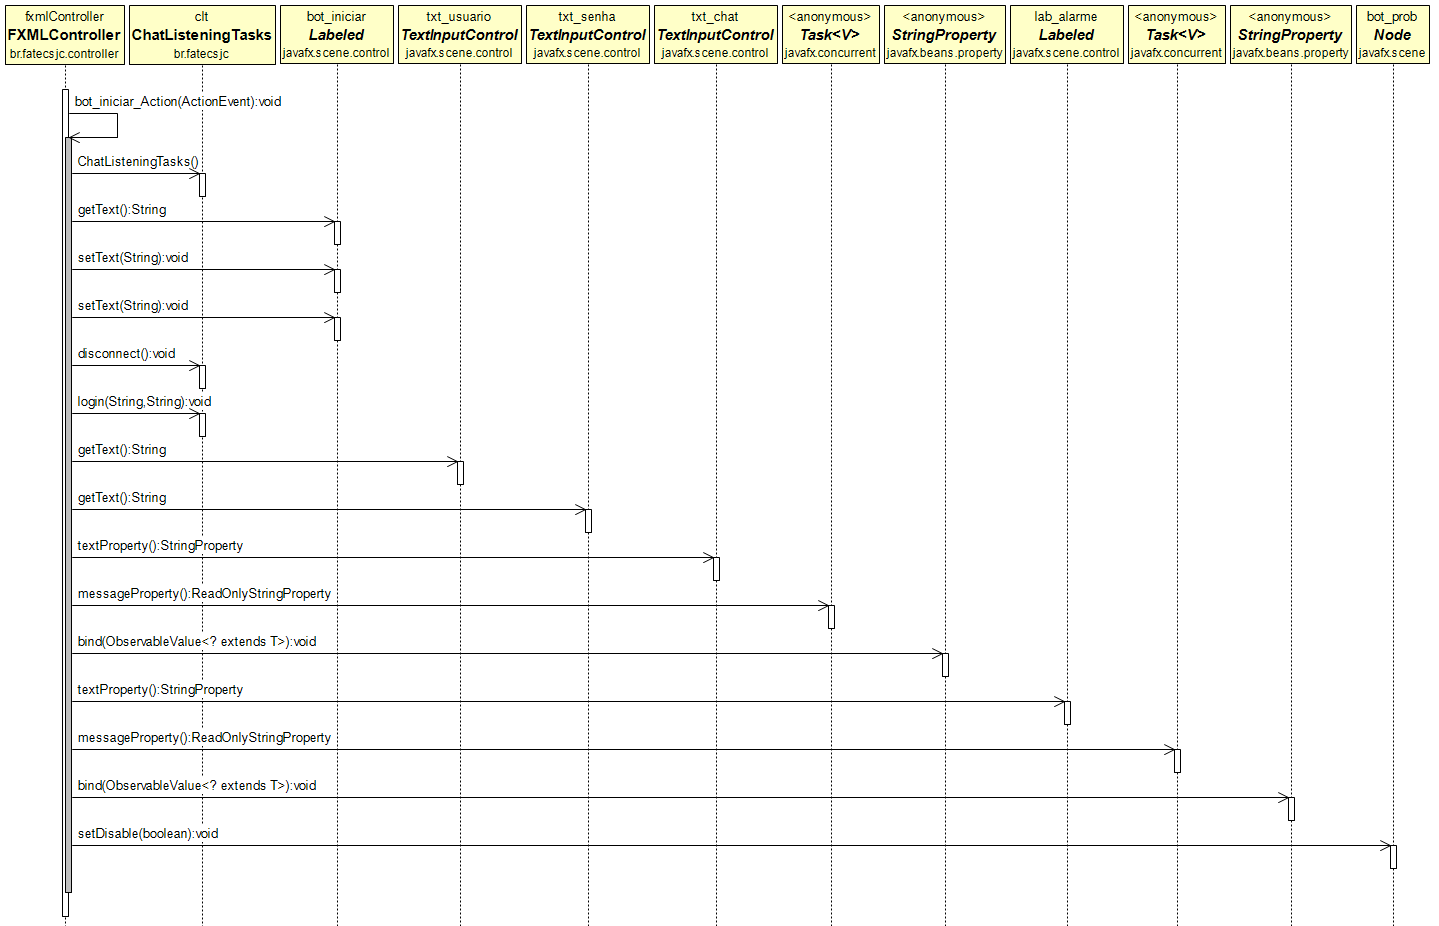 fxmlController
FXMLController
br.fatecsjc.controller
clt
ChatListeningTasks
br.fatecsjc
bot_iniciar
Labeled
javafx.scene.control
txt_usuario
TextInputControl
javafx.scene.control
txt_senha
TextInputControl
javafx.scene.control
txt_chat
TextInputControl
javafx.scene.control
<anonymous>
Task<V>
javafx.concurrent
<anonymous>
StringProperty
javafx.beans.property
lab_alarme
Labeled
javafx.scene.control
<anonymous>
Task<V>
javafx.concurrent
<anonymous>
StringProperty
javafx.beans.property
bot_prob
Node
javafx.scene
bot_iniciar_Action(ActionEvent):void
ChatListeningTasks()
getText():String
setText(String):void
setText(String):void
disconnect():void
login(String,String):void
getText():String
getText():String
textProperty():StringProperty
messageProperty():ReadOnlyStringProperty
bind(ObservableValue<? extends T>):void
textProperty():StringProperty
messageProperty():ReadOnlyStringProperty
bind(ObservableValue<? extends T>):void
setDisable(boolean):void